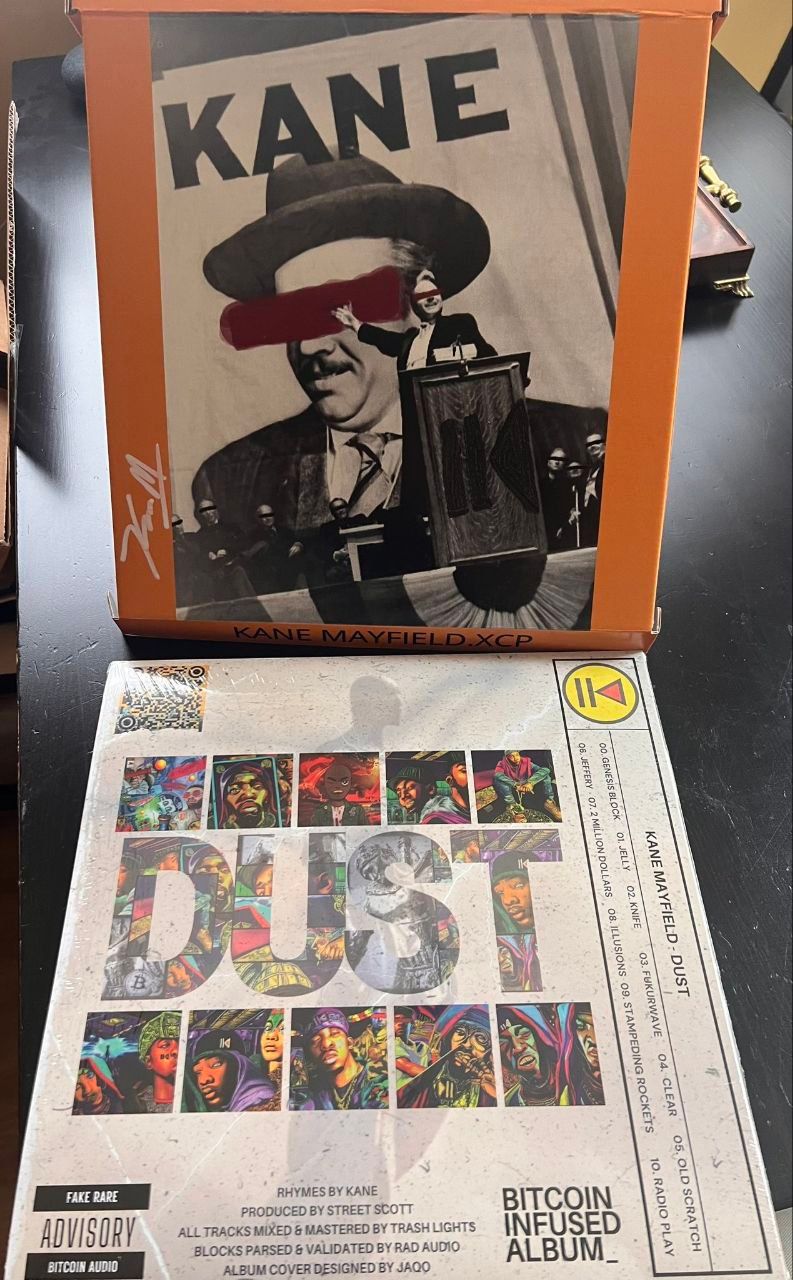 KANE
KANE MAYFIELD.XCP
KANE MAYFIELD - DUST
00. GENESIS BLOCK 01. JELLY 02. KNIFE 03. FUKURWAVE 04. CLEAR 05. OLD SCRATCH
06. JEFFERY . 07. 2 MILLION DOLLARS 08. ILLUSIONS 09. STAMPEDING ROCKETS 10. RADIO PLAY
DUST
FAKE RARE
ADVISORY
BITCOIN AUDIO
RHYMES BY KANE
PRODUCED BY STREET SCOTT
ALL TRACKS MIXED & MASTERED BY TRASH LIGHTS
BLOCKS PARSED & VALIDATED BY RAD AUDIO
ALBUM COVER DESIGNED BY JAQO
BITCOIN
INFUSED
ALBUM_